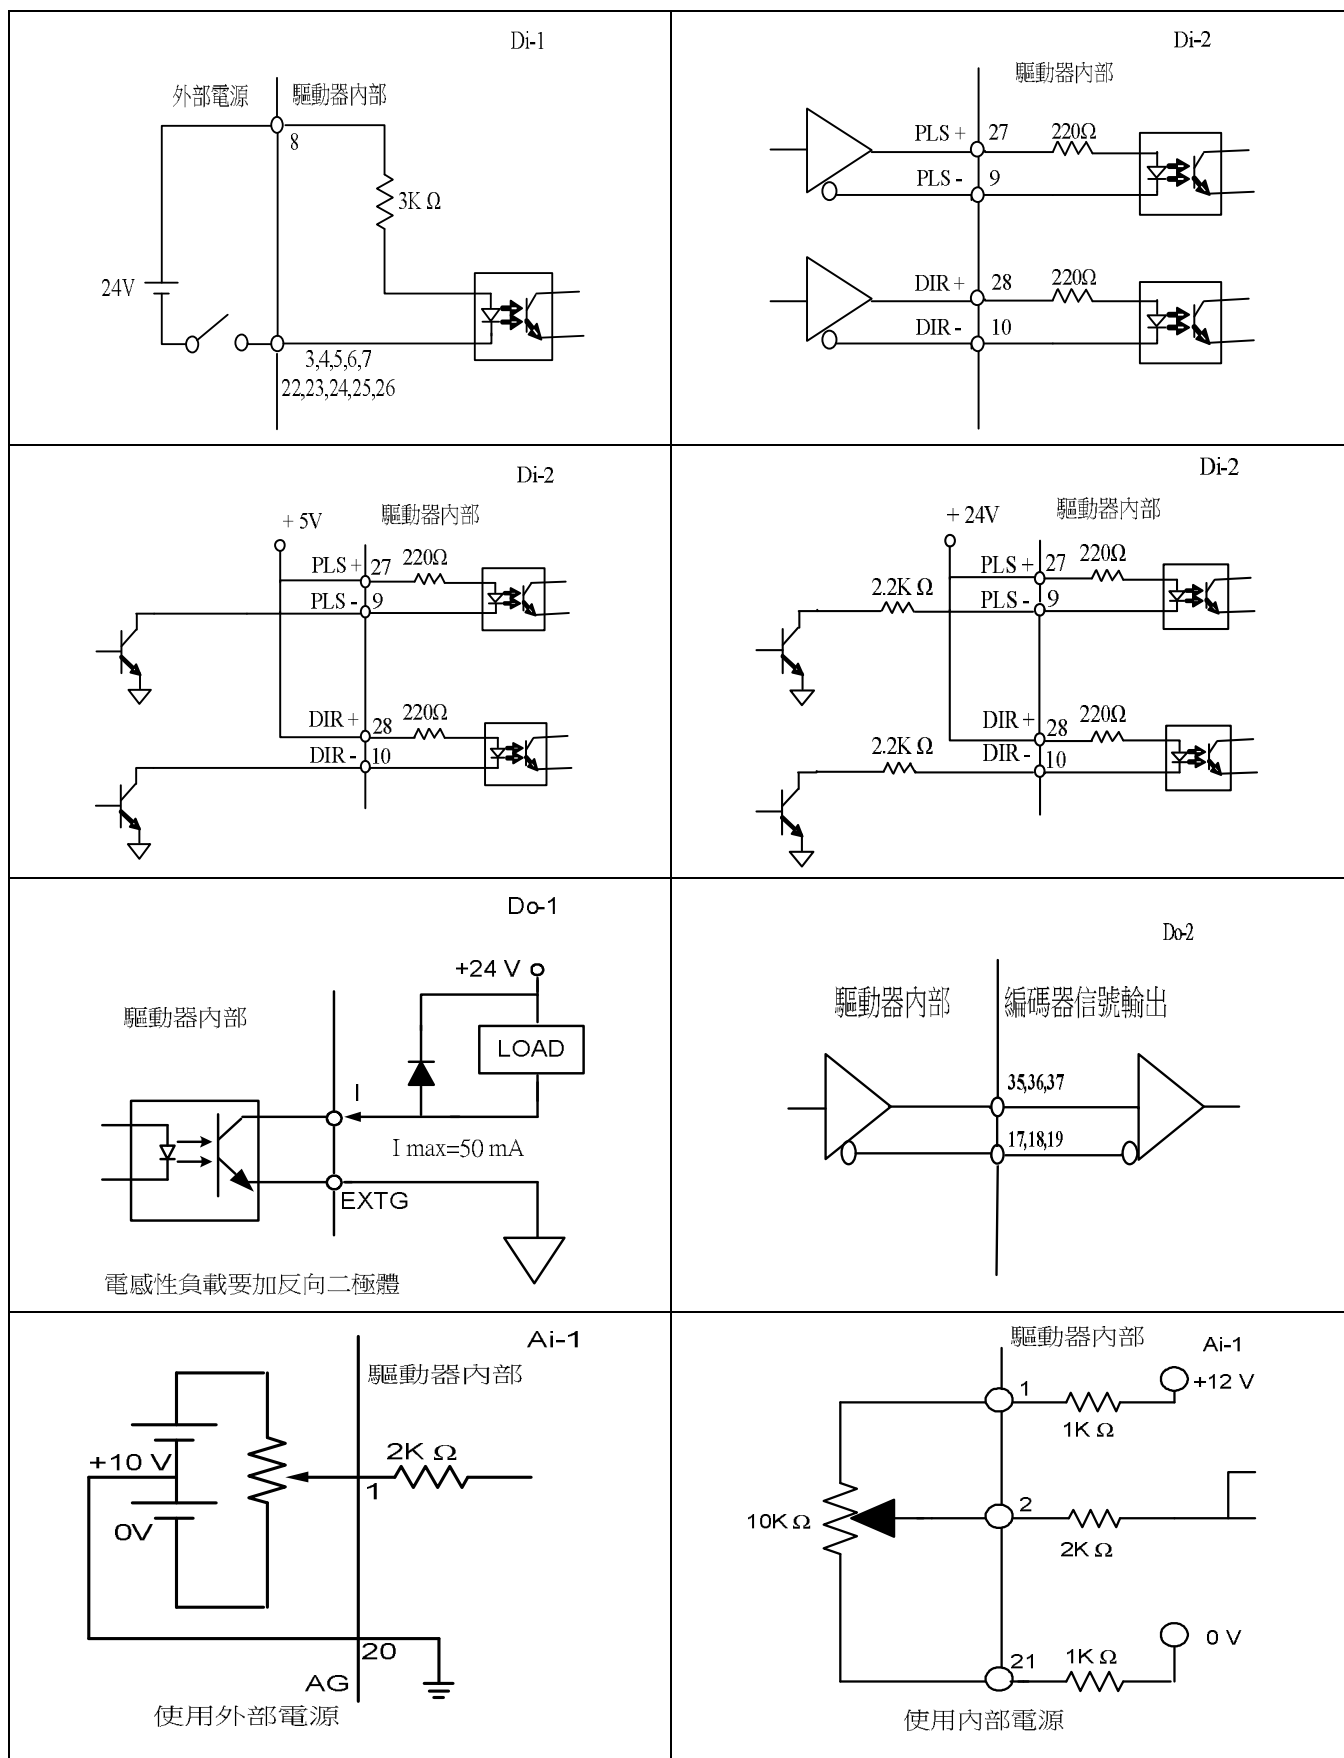 Di-1
外部電源
驅動器內部
8
3K Ω
24V
3,4,5,6,7
22,23,24,25,26
Di-2
驅動器內部
PLS +
27
220Ω
PLS -
9
DIR +
28
220Ω
DIR -
10
Di-2
+ 5V
驅動器內部
PLS +
27
220Ω
PLS -
9
DIR +
28
220Ω
DIR -
10
Di-2
+ 24V
驅動器內部
PLS +
27
220Ω
2.2K Ω
PLS -
9
DIR +
28
220Ω
2.2K Ω
DIR -
10
Do-1
+24 V
驅動器內部
LOAD
I
I max=50 mA
EXTG
電感性負載要加反向二極體
Do-2
驅動器內部
編碼器信號輸出
35,36,37
17,18,19
Ai-1
驅動器內部
+10 V
2K Ω
1
0V
20
AG
使用外部電源
驅動器內部
Ai-1
1
+12 V
1K Ω
2
10K Ω
2K Ω
21
1K Ω
0 V
使用內部電源